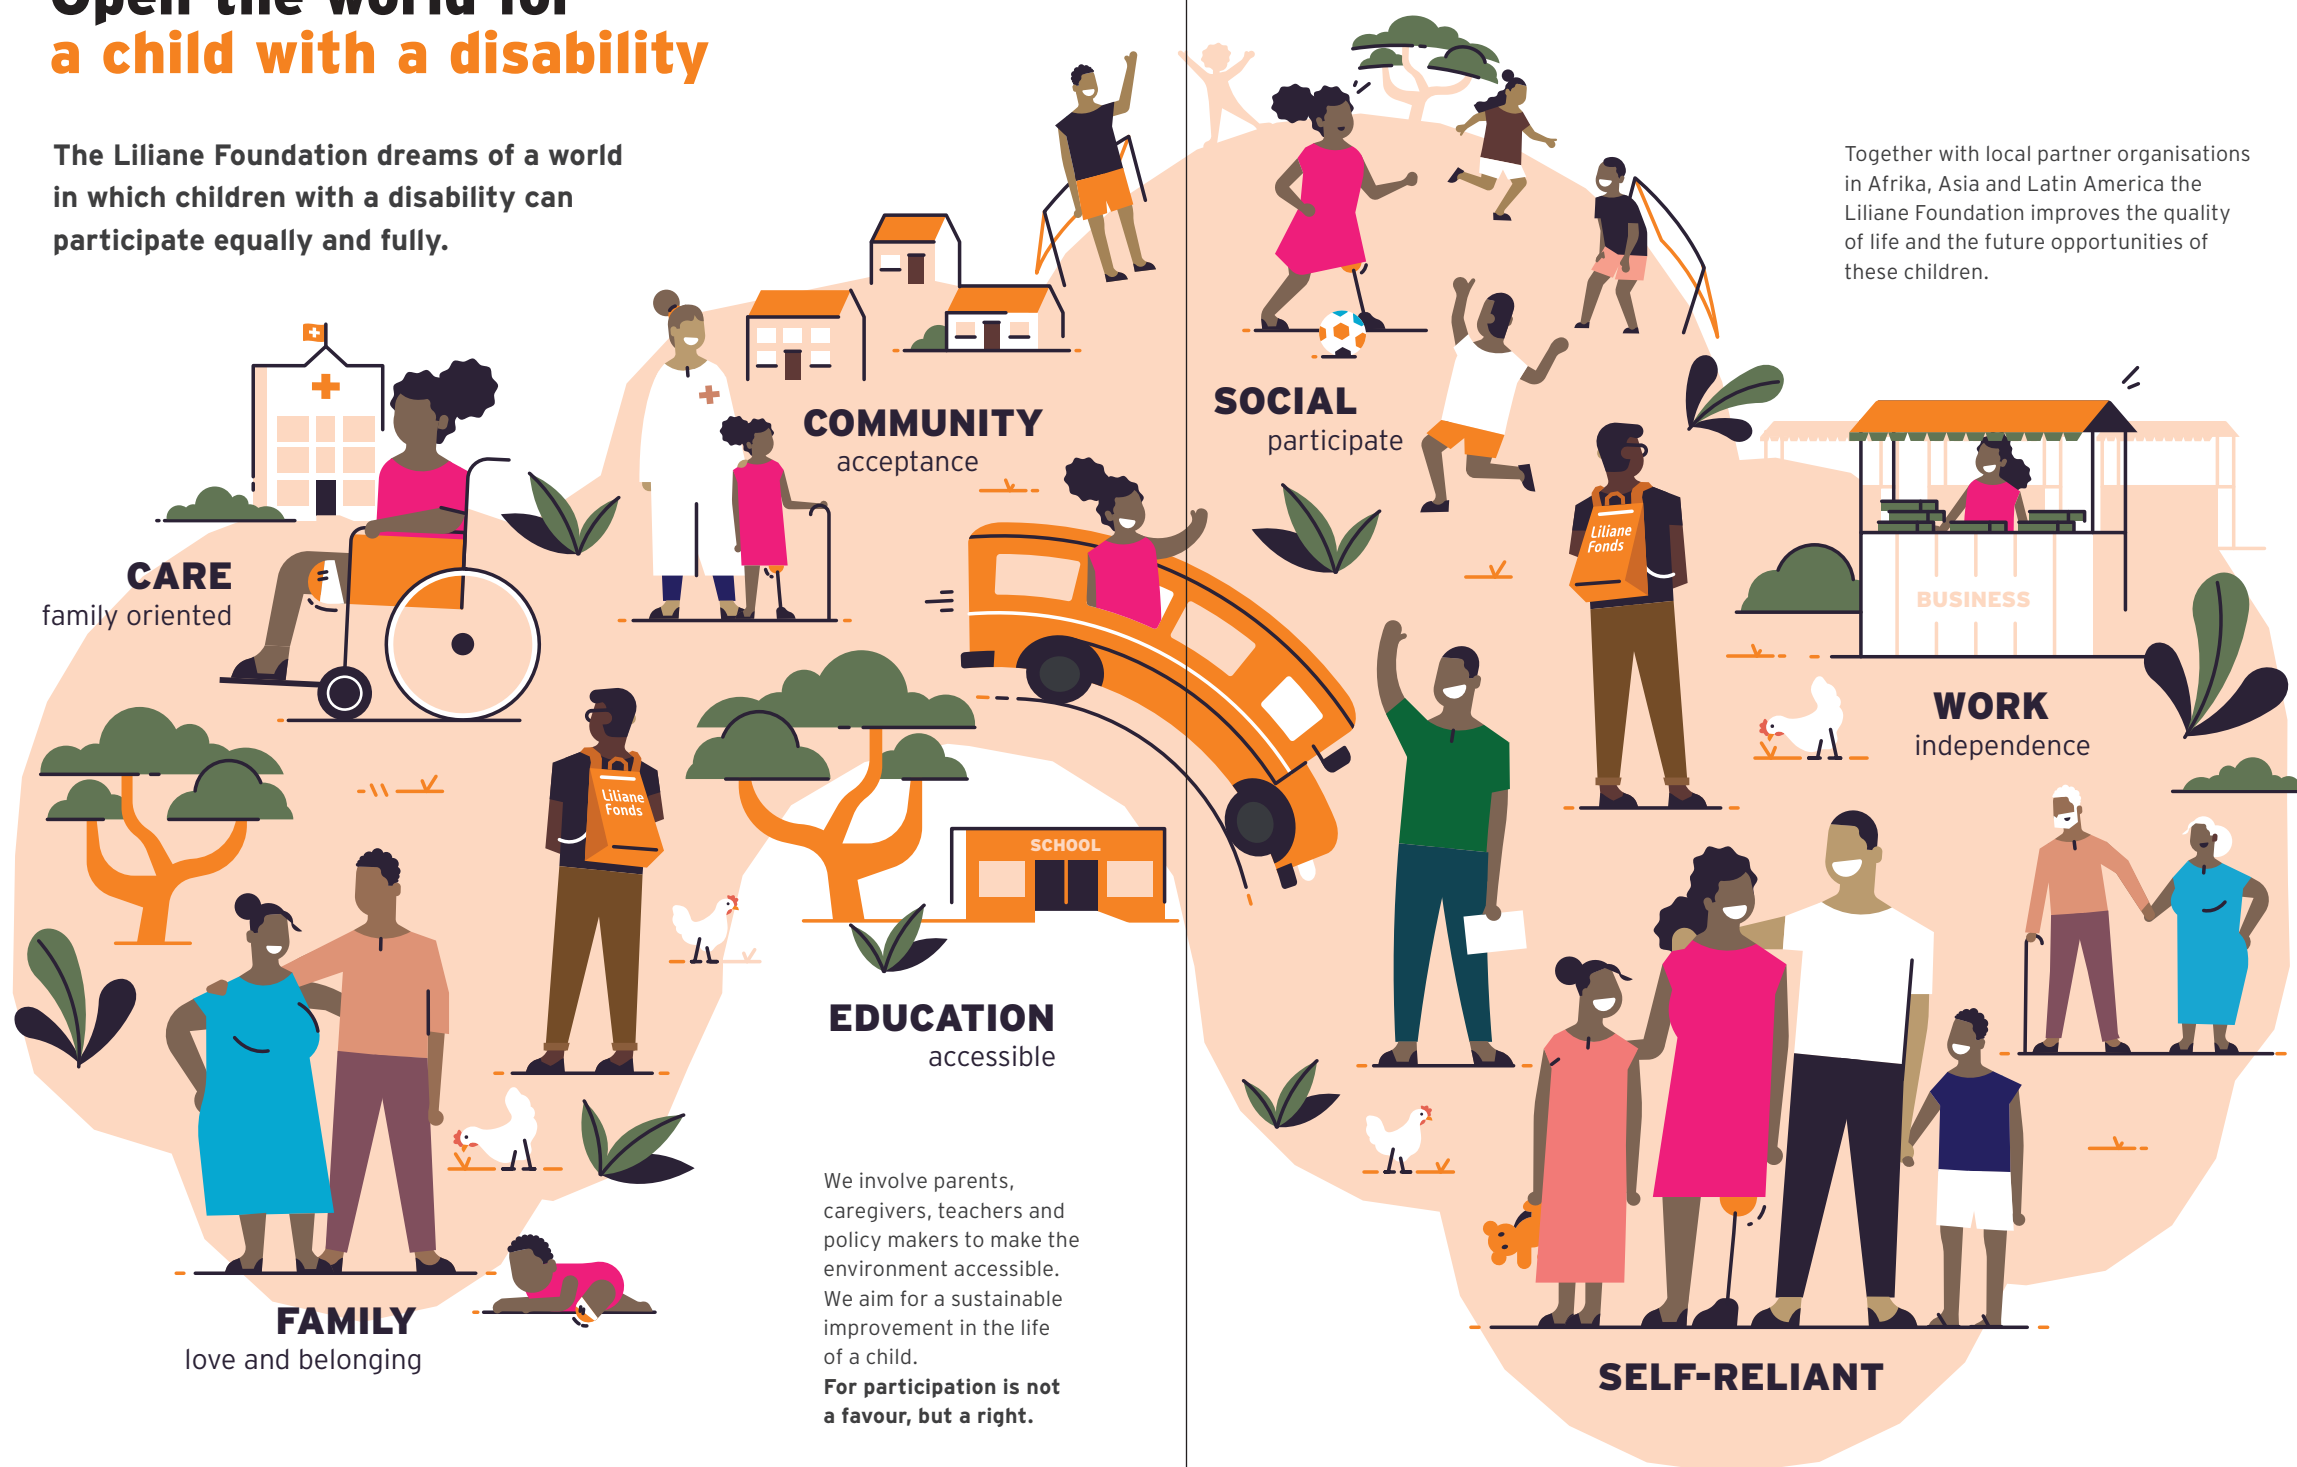 Open the world for
a child with a disability
The Liliane Foundation dreams of a world
in which children with a disability can
participate equally and fully.
Together with local partner organisations
in Afrika, Asia and Latin America the
Liliane Foundation improves the quality
of life and the future opportunities of
these children.
CARE
family oriented
COMMUNITY
acceptance
SOCIAL
participate
Liliane
Fonds
BUSINESS
WORK
independence
Liliane
Fonds
SCHOOL
EDUCATION
accessible
We involve parents,
caregivers, teachers and
policy makers to make the
environment accessible.
We aim for a sustainable
improvement in the life
of a child.
For participation is not
a favour, but a right.
FAMILY
love and belonging
SELF-RELIANT